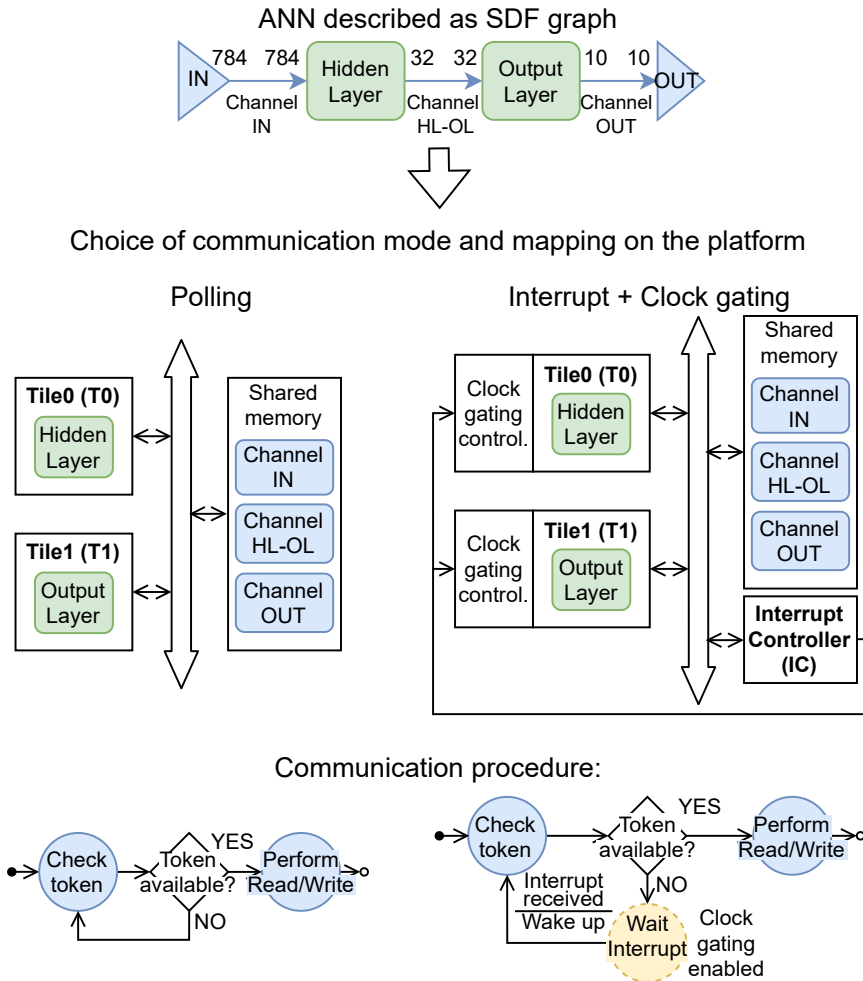 ANN described as SDF graph
IN
784
784
Hidden
Layer
32
32
Output
Layer
10
10
OUT
Channel
IN
Channel
HL-OL
Channel
OUT
Choice of communication mode and mapping on the platform
Polling
Tile0 (T0)
Hidden
Layer
Tile1 (T1)
Output
Layer
Shared
memory
Channel
IN
Channel
HL-OL
Channel
OUT
Interrupt + Clock gating
Clock
gating
control.
Tile0 (T0)
Hidden
Layer
Clock
gating
control.
Tile1 (T1)
Output
Layer
Shared
memory
Channel
IN
Channel
HL-OL
Channel
OUT
Interrupt
Controller
(IC)
Communication procedure:
Check
token
Token
available?
YES
NO
Perform
Read/Write
Check
token
Token
available?
YES
NO
Perform
Read/Write
Interrupt
received
Wake up
Wait
Interrupt
Clock
gating
enabled